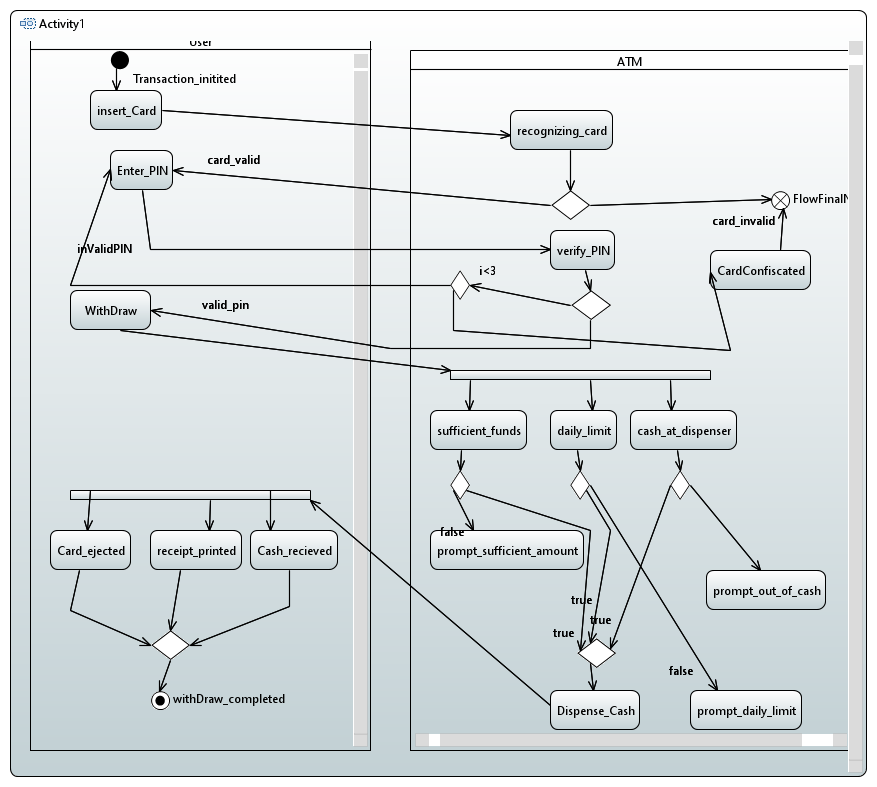 Activity1
User
ATM
Transaction_initited
insert_Card
recognizing_card
card_valid
Enter_PIN
FlowFinalN
card_invalid
inValidPIN
verify_PIN
CardConfiscated
i<3
WithDraw
valid_pin
sufficient_funds
daily_limit
cash_at_dispenser
false
Card_ejected
receipt_printed
Cash_recieved
prompt_sufficient_amount
prompt_out_of_cash
true
true
true
false
withDraw_completed
Dispense_Cash
prompt_daily_limit